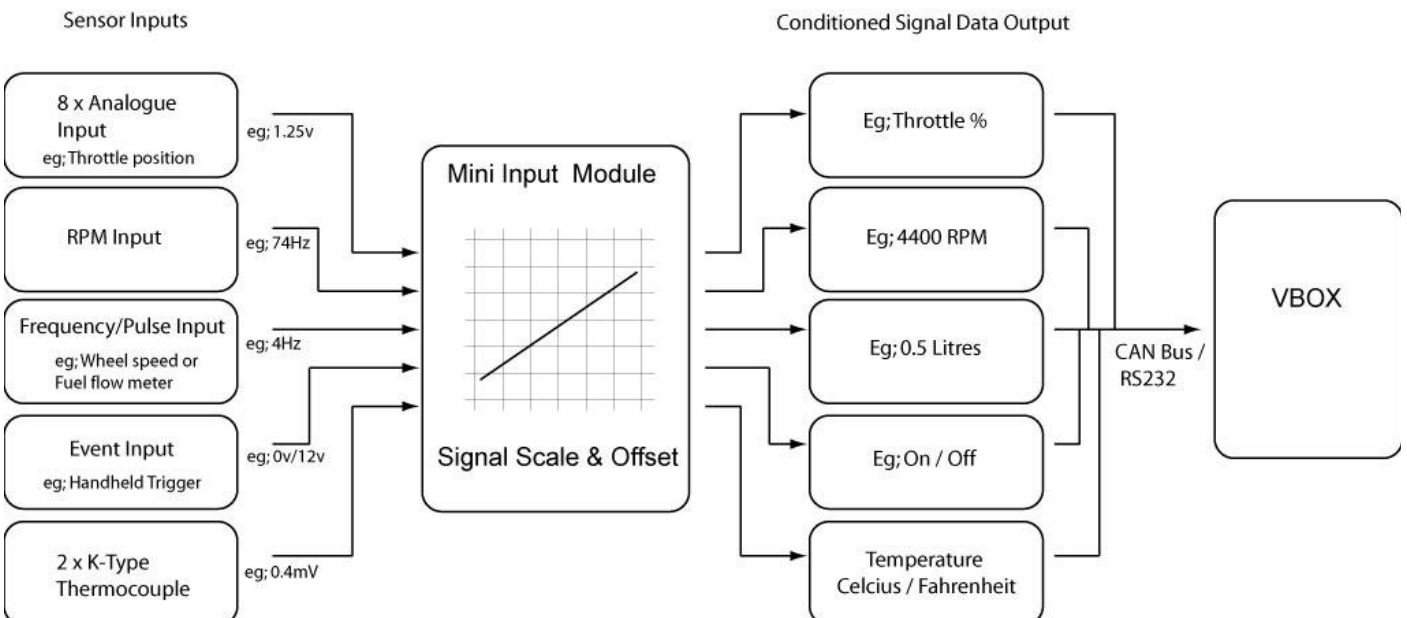 Sensor Inputs
Conditioned Signal Data Output
8 x Analogue
Input
eg; Throttle position
eg; 1.25v
RPM Input
eg; 74Hz
Frequency/Pulse Input
eg; Wheel speed or
Fuel flow meter
eg; 4Hz
Event Input
eg; Handheld Trigger
eg; 0v/12v
2 x K-Type
Thermocouple
eg; 0.4mV
Mini Input Module
Signal Scale & Offset
Eg; Throttle %
Eg; 4400 RPM
Eg; 0.5 Litres
Eg; On / Off
Temperature
Celcius / Fahrenheit
CAN Bus /
RS232
VBOX